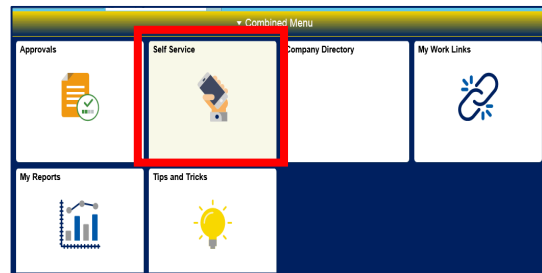 ▾ Combined Menu
Approvals
Self Service
Company Directory
My Work Links
My Reports
Tips and Tricks